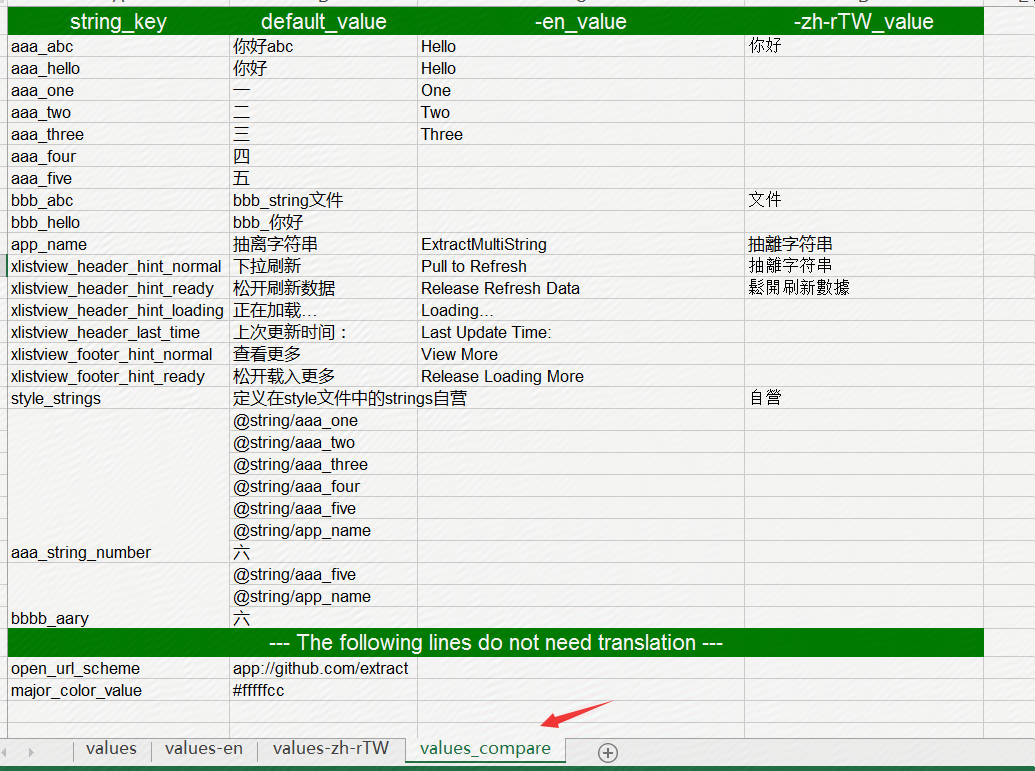 string_key default_value -en_value -zh-rTW_value
aaa_abc 你好abc Hello 你好
aaa_hello 你好 Hello
aaa_one 一 One
aaa_two 二 Two
aaa_three 三 Three
aaa_four 四
aaa_five 五
bbb_abc bbb_string文件 文件
bbb_hello bbb_你好
app_name 抽离字符串 ExtractMultiString 抽離字符串
xlistview_header_hint_normal 下拉刷新 Pull to Refresh 抽離字符串
xlistview_header_hint_ready 松开刷新数据 Release Refresh Data 鬆開刷新數據
xlistview_header_hint_loading 正在加载... Loading...
xlistview_header_last_time 上次更新时间： Last Update Time:
xlistview_footer_hint_normal 查看更多 View More
xlistview_footer_hint_ready 松开载入更多 Release Loading More
style_strings 定义在style文件中的strings自营 自營
@string/aaa_one
@string/aaa_two
@string/aaa_three
@string/aaa_four
@string/aaa_five
@string/app_name
aaa_string_number 六
@string/aaa_five
@string/app_name
bbbb_aary 六
--- The following lines do not need translation ---
open_url_scheme app://github.com/extract
major_color_value #fffffcc
values values-en values-zh-rTW values_compare